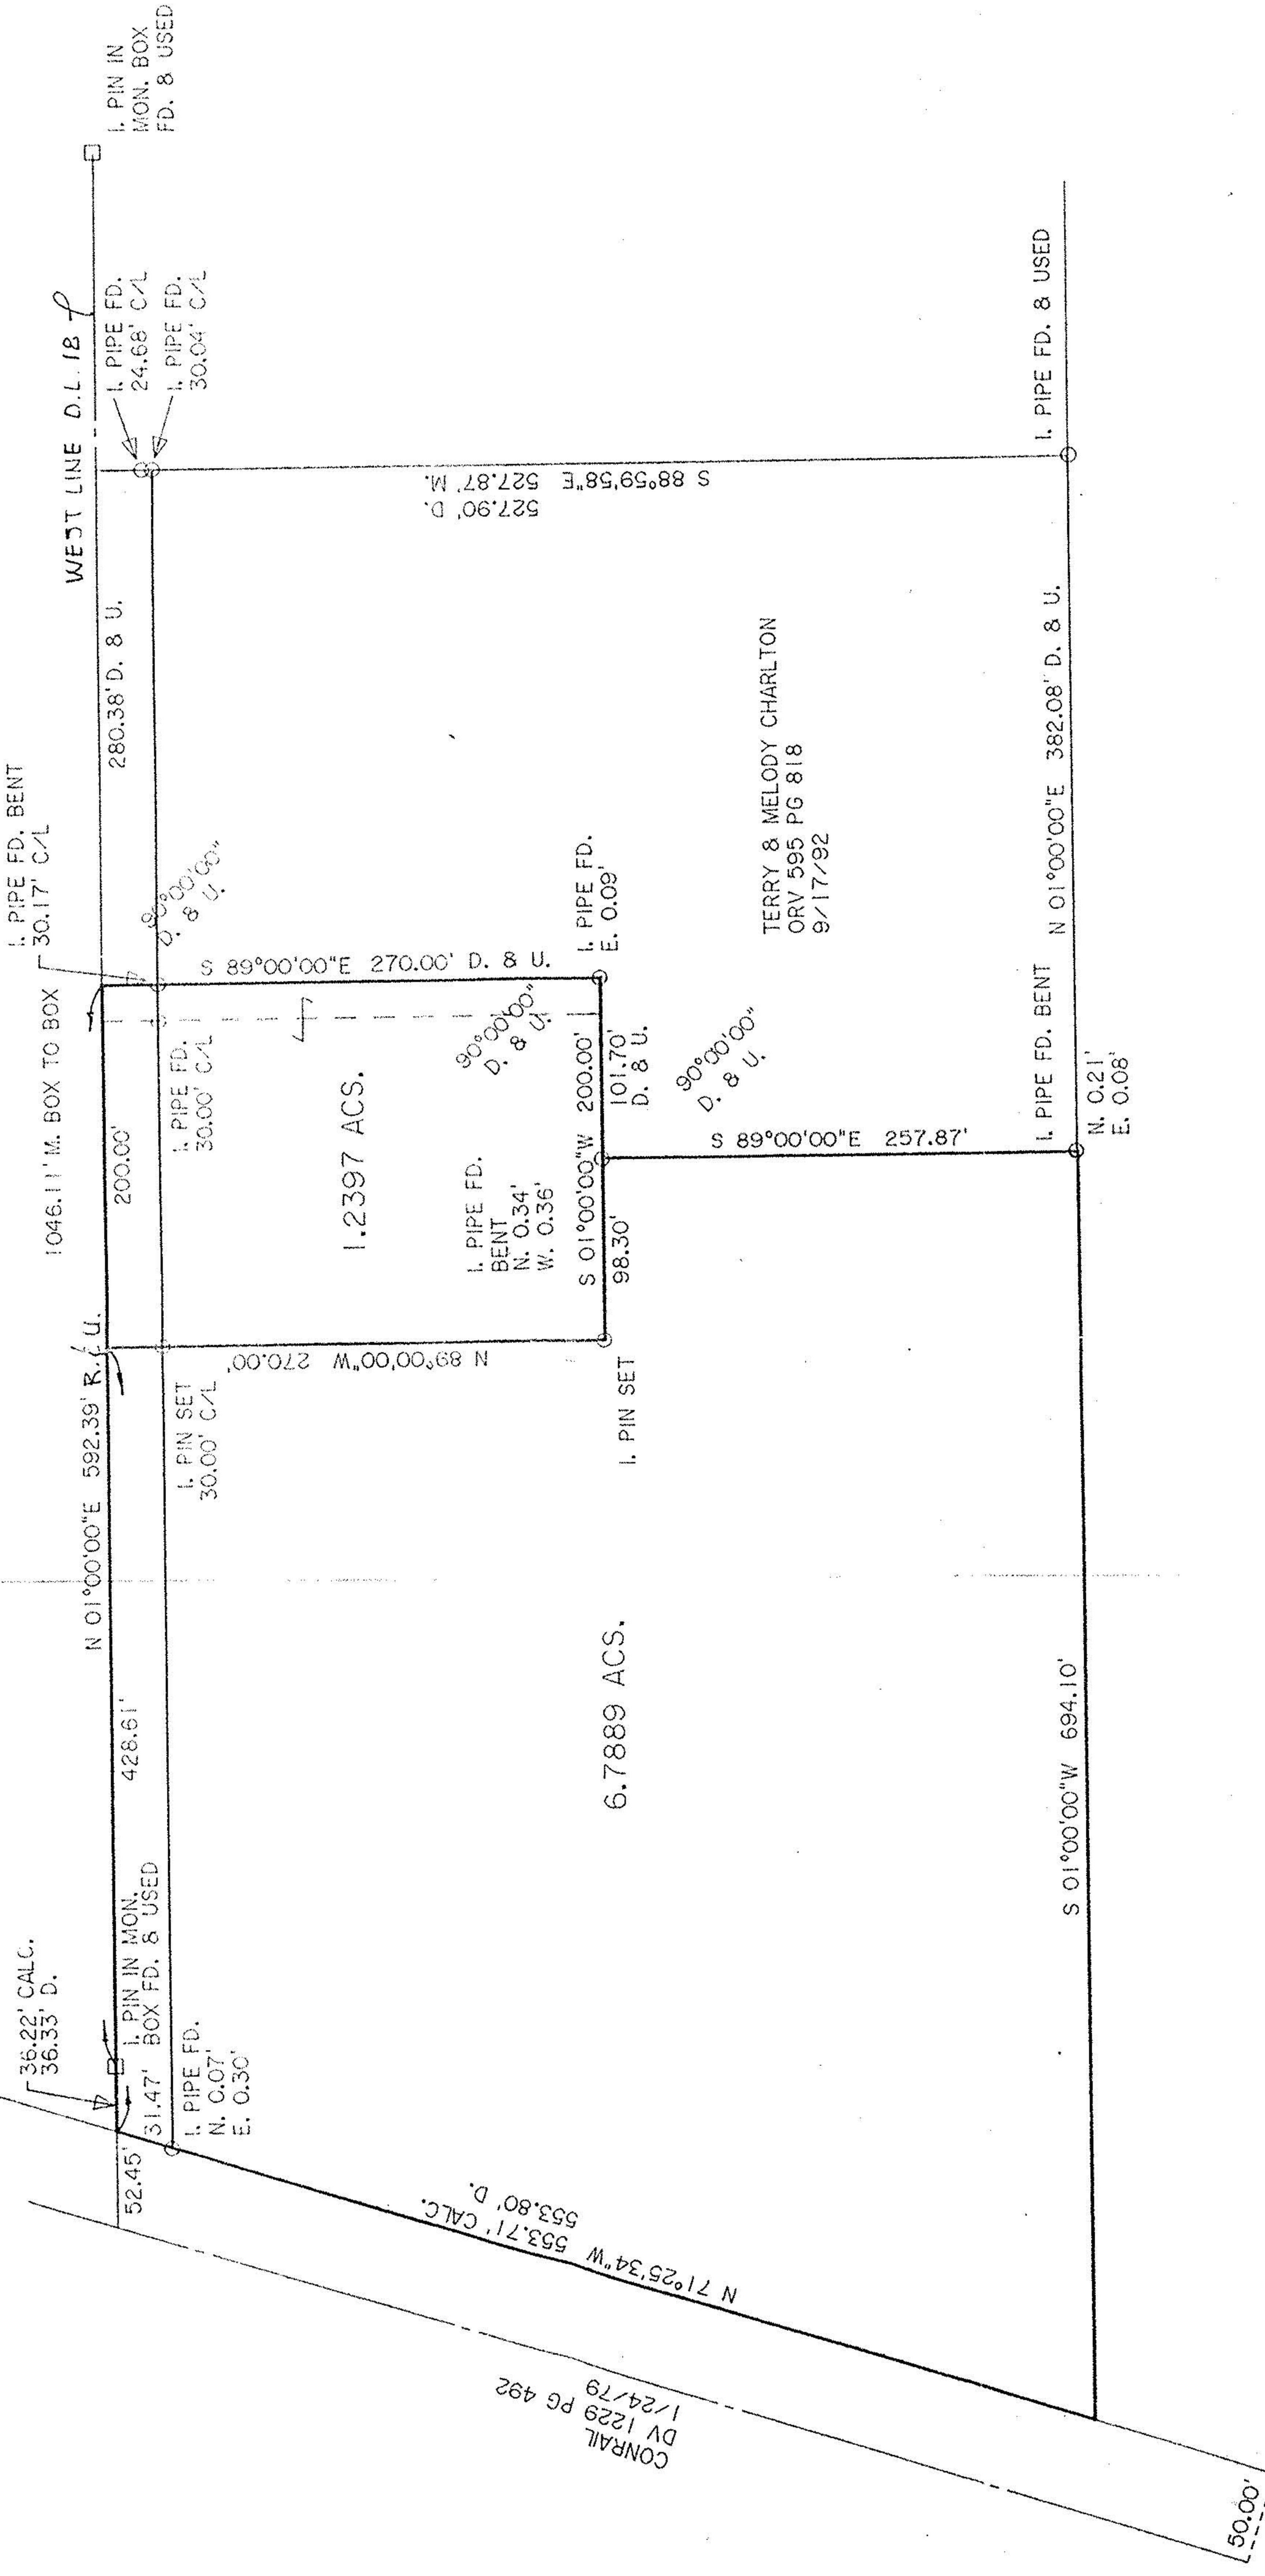 I. PIN IN
MON. BOX
FD. & USED
WEST LINE D.L. 18
I. PIPE FD.
24.68' C/L
I. PIPE FD.
30.04' C/L
280.38' D. & U.
S 88°59'58"E 527.87' M.
527.90' D.
I. PIPE FD. & USED
I. PIPE FD. BENT
30.17' C/L
1046.11' M. BOX TO BOX
90°00'00"
D. & U.
S 89°00'00"E 270.00' D. & U.
I. PIPE FD.
E. 0.09'
TERRY & MELODY CHARLTON
ORV 595 PG 818
9/17/92
N 01°00'00"E 382.08' D. & U.
200.00'
I. PIPE FD.
30.00' C/L
1.2397 ACS.
90°00'00"
D. & U.
I. PIPE FD.
BENT
N. 0.34'
W. 0.36'
S 01°00'00"W 200.00'
98.30'
101.70'
D. & U.
90°00'00"
D. & U.
S 89°00'00"E 257.87'
I. PIPE FD. BENT
N. 0.21'
E. 0.08'
N 01°00'00"E 592.39' R. & U.
I. PIN SET
30.00' C/L
N 89°00'00"W 270.00'
I. PIN SET
428.61'
6.7889 ACS.
S 01°00'00"W 694.10'
36.22' CALC.
36.33' D.
I. PIN IN MON.
BOX FD. & USED
52.45'
31.47'
I. PIPE FD.
N. 0.07'
E. 0.30'
N 71°25'34"W 553.71' CALC.
553.80' D.
CONRAIL
DV 1229 PG 492
1/24/79
50.00'